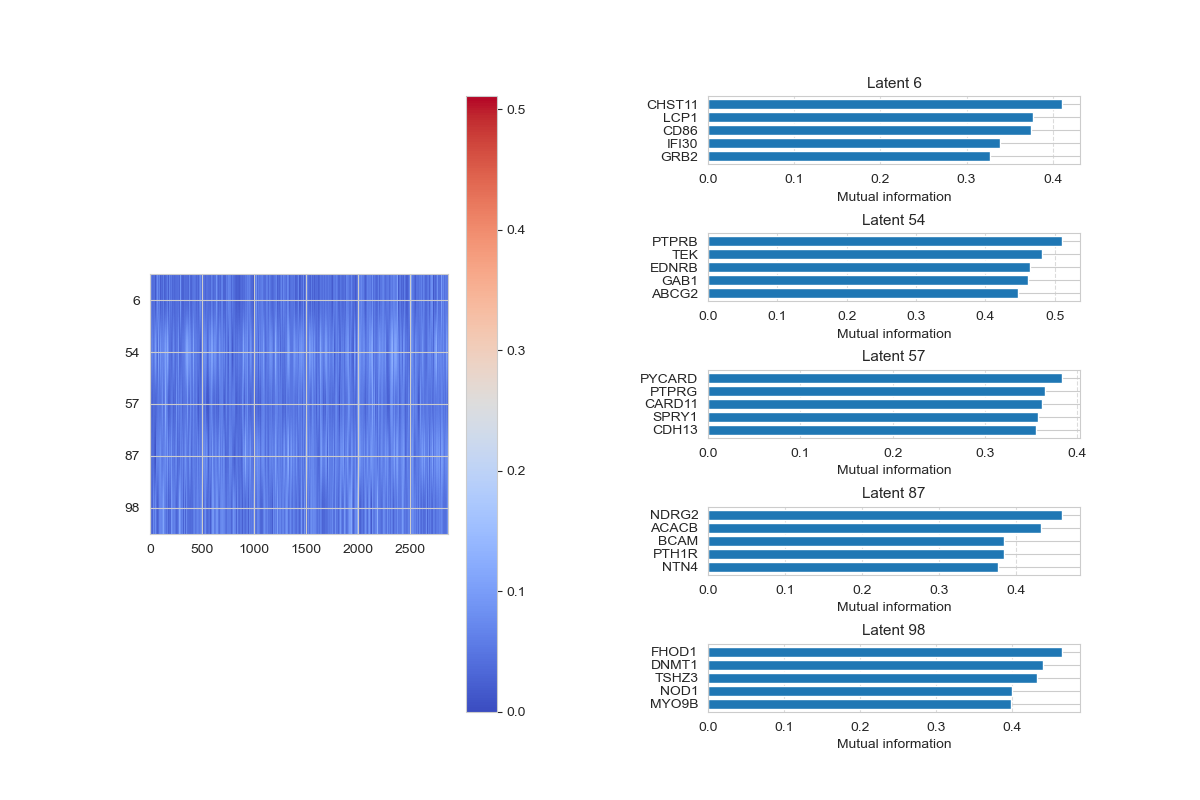 6
54
57
87
98
0 500 1000 1500 2000 2500
0.5
0.4
0.3
0.2
0.1
0.0
Latent 6
CHST11
LCP1
CD86
IFI30
GRB2
0.0 0.1 0.2 0.3 0.4
Mutual information
Latent 54
PTPRB
TEK
EDNRB
GAB1
ABCG2
0.0 0.1 0.2 0.3 0.4 0.5
Mutual information
Latent 57
PYCARD
PTPRG
CARD11
SPRY1
CDH13
0.0 0.1 0.2 0.3 0.4
Mutual information
Latent 87
NDRG2
ACACB
BCAM
PTH1R
NTN4
0.0 0.1 0.2 0.3 0.4
Mutual information
Latent 98
FHOD1
DNMT1
TSHZ3
NOD1
MYO9B
0.0 0.1 0.2 0.3 0.4
Mutual information